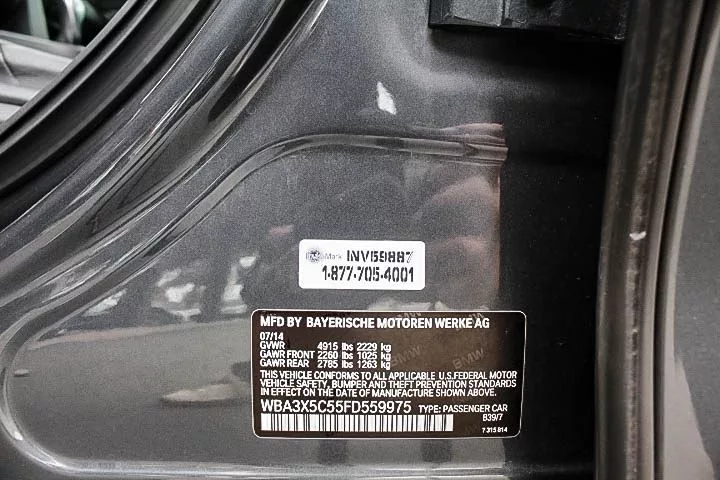 INV59887
1-877-705-4001
MFD BY BAYERISCHE MOTOREN WERKE AG
07/14
GVWR 4915 lbs 2229 kg
GAWR FRONT 2260 lbs 1025 kg
GAWR REAR 2785 lbs 1263 kg
THIS VEHICLE CONFORMS TO ALL APPLICABLE U.S.FEDERAL MOTOR
VEHICLE SAFETY, BUMPER AND THEFT PREVENTION STANDARDS
IN EFFECT ON THE DATE OF MANUFACTURE SHOWN ABOVE.
WBA3X5C55FD559975 TYPE: PASSENGER CAR
B39/7
7 315 814